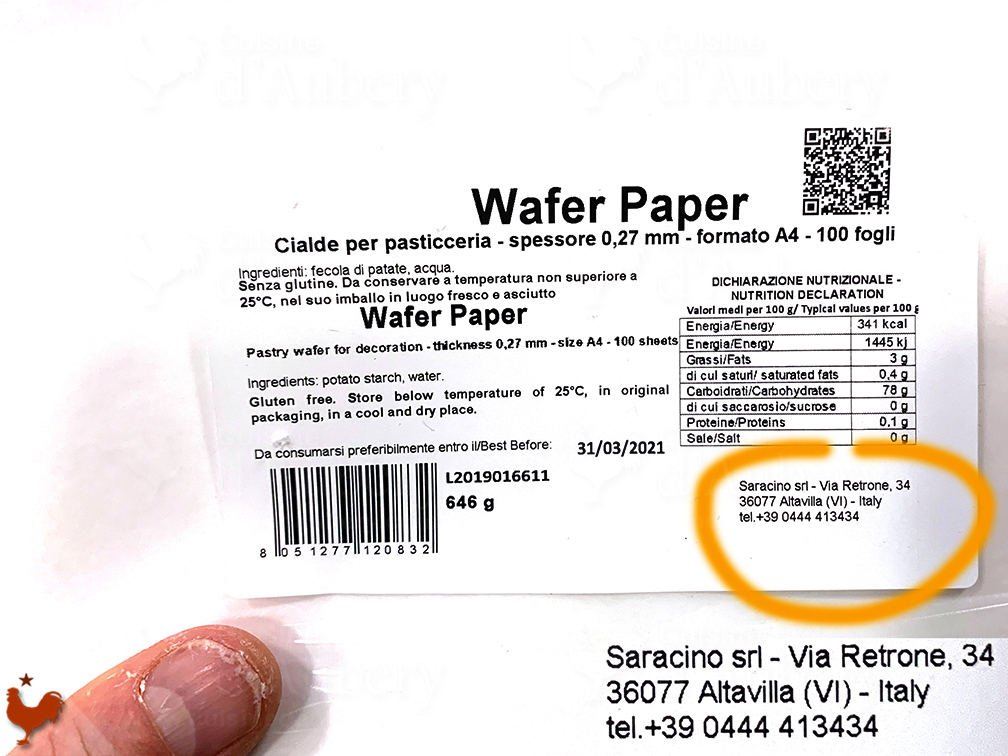 Cuisine
d'Aubery
Cuisine
d'Aubery
Wafer Paper
Cialde per pasticceria - spessore 0,27 mm - formato A4 - 100 fogli
Ingredienti: fecola di patate, acqua.
Senza glutine. Da conservare a temperatura non superiore a
25°C, nel suo imballo in luogo fresco e asciutto
Wafer Paper
Pastry wafer for decoration - thickness 0,27 mm - size A4 - 100 sheets
Ingredients: potato starch, water.
Gluten free. Store below temperature of 25°C, in original
packaging, in a cool and dry place.
Da consumarsi preferibilmente entro il/Best Before: 31/03/2021
L2019016611
646 g
8 051277 120832
DICHIARAZIONE NUTRIZIONALE -
NUTRITION DECLARATION
Valori medi per 100 g/ Typical values per 100 g
Energia/Energy 341 kcal
Energia/Energy 1445 kj
Grassi/Fats 3 g
di cui saturi/ saturated fats 0,4 g
Carboidrati/Carbohydrates 78 g
di cui saccarosio/sucrose 0 g
Proteine/Proteins 0,1 g
Sale/Salt 0 g
Saracino srl - Via Retrone, 34
36077 Altavilla (VI) - Italy
tel.+39 0444 413434
Saracino srl - Via Retrone, 34
36077 Altavilla (VI) - Italy
tel.+39 0444 413434